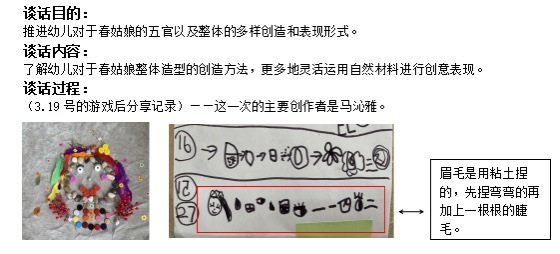 谈话目的：
推进幼儿对于春姑娘的五官以及整体的多样创造和表现形式。
谈话内容：
了解幼儿对于春姑娘整体造型的创造方法，更多地灵活运用自然材料进行创意表现。
谈话过程：
（3.19 号的游戏后分享记录）——这一次的主要创作者是马沁雅。
16
12
27
眉毛是用粘土捏
的，先捏弯弯的再
加上一根根的睫
毛。